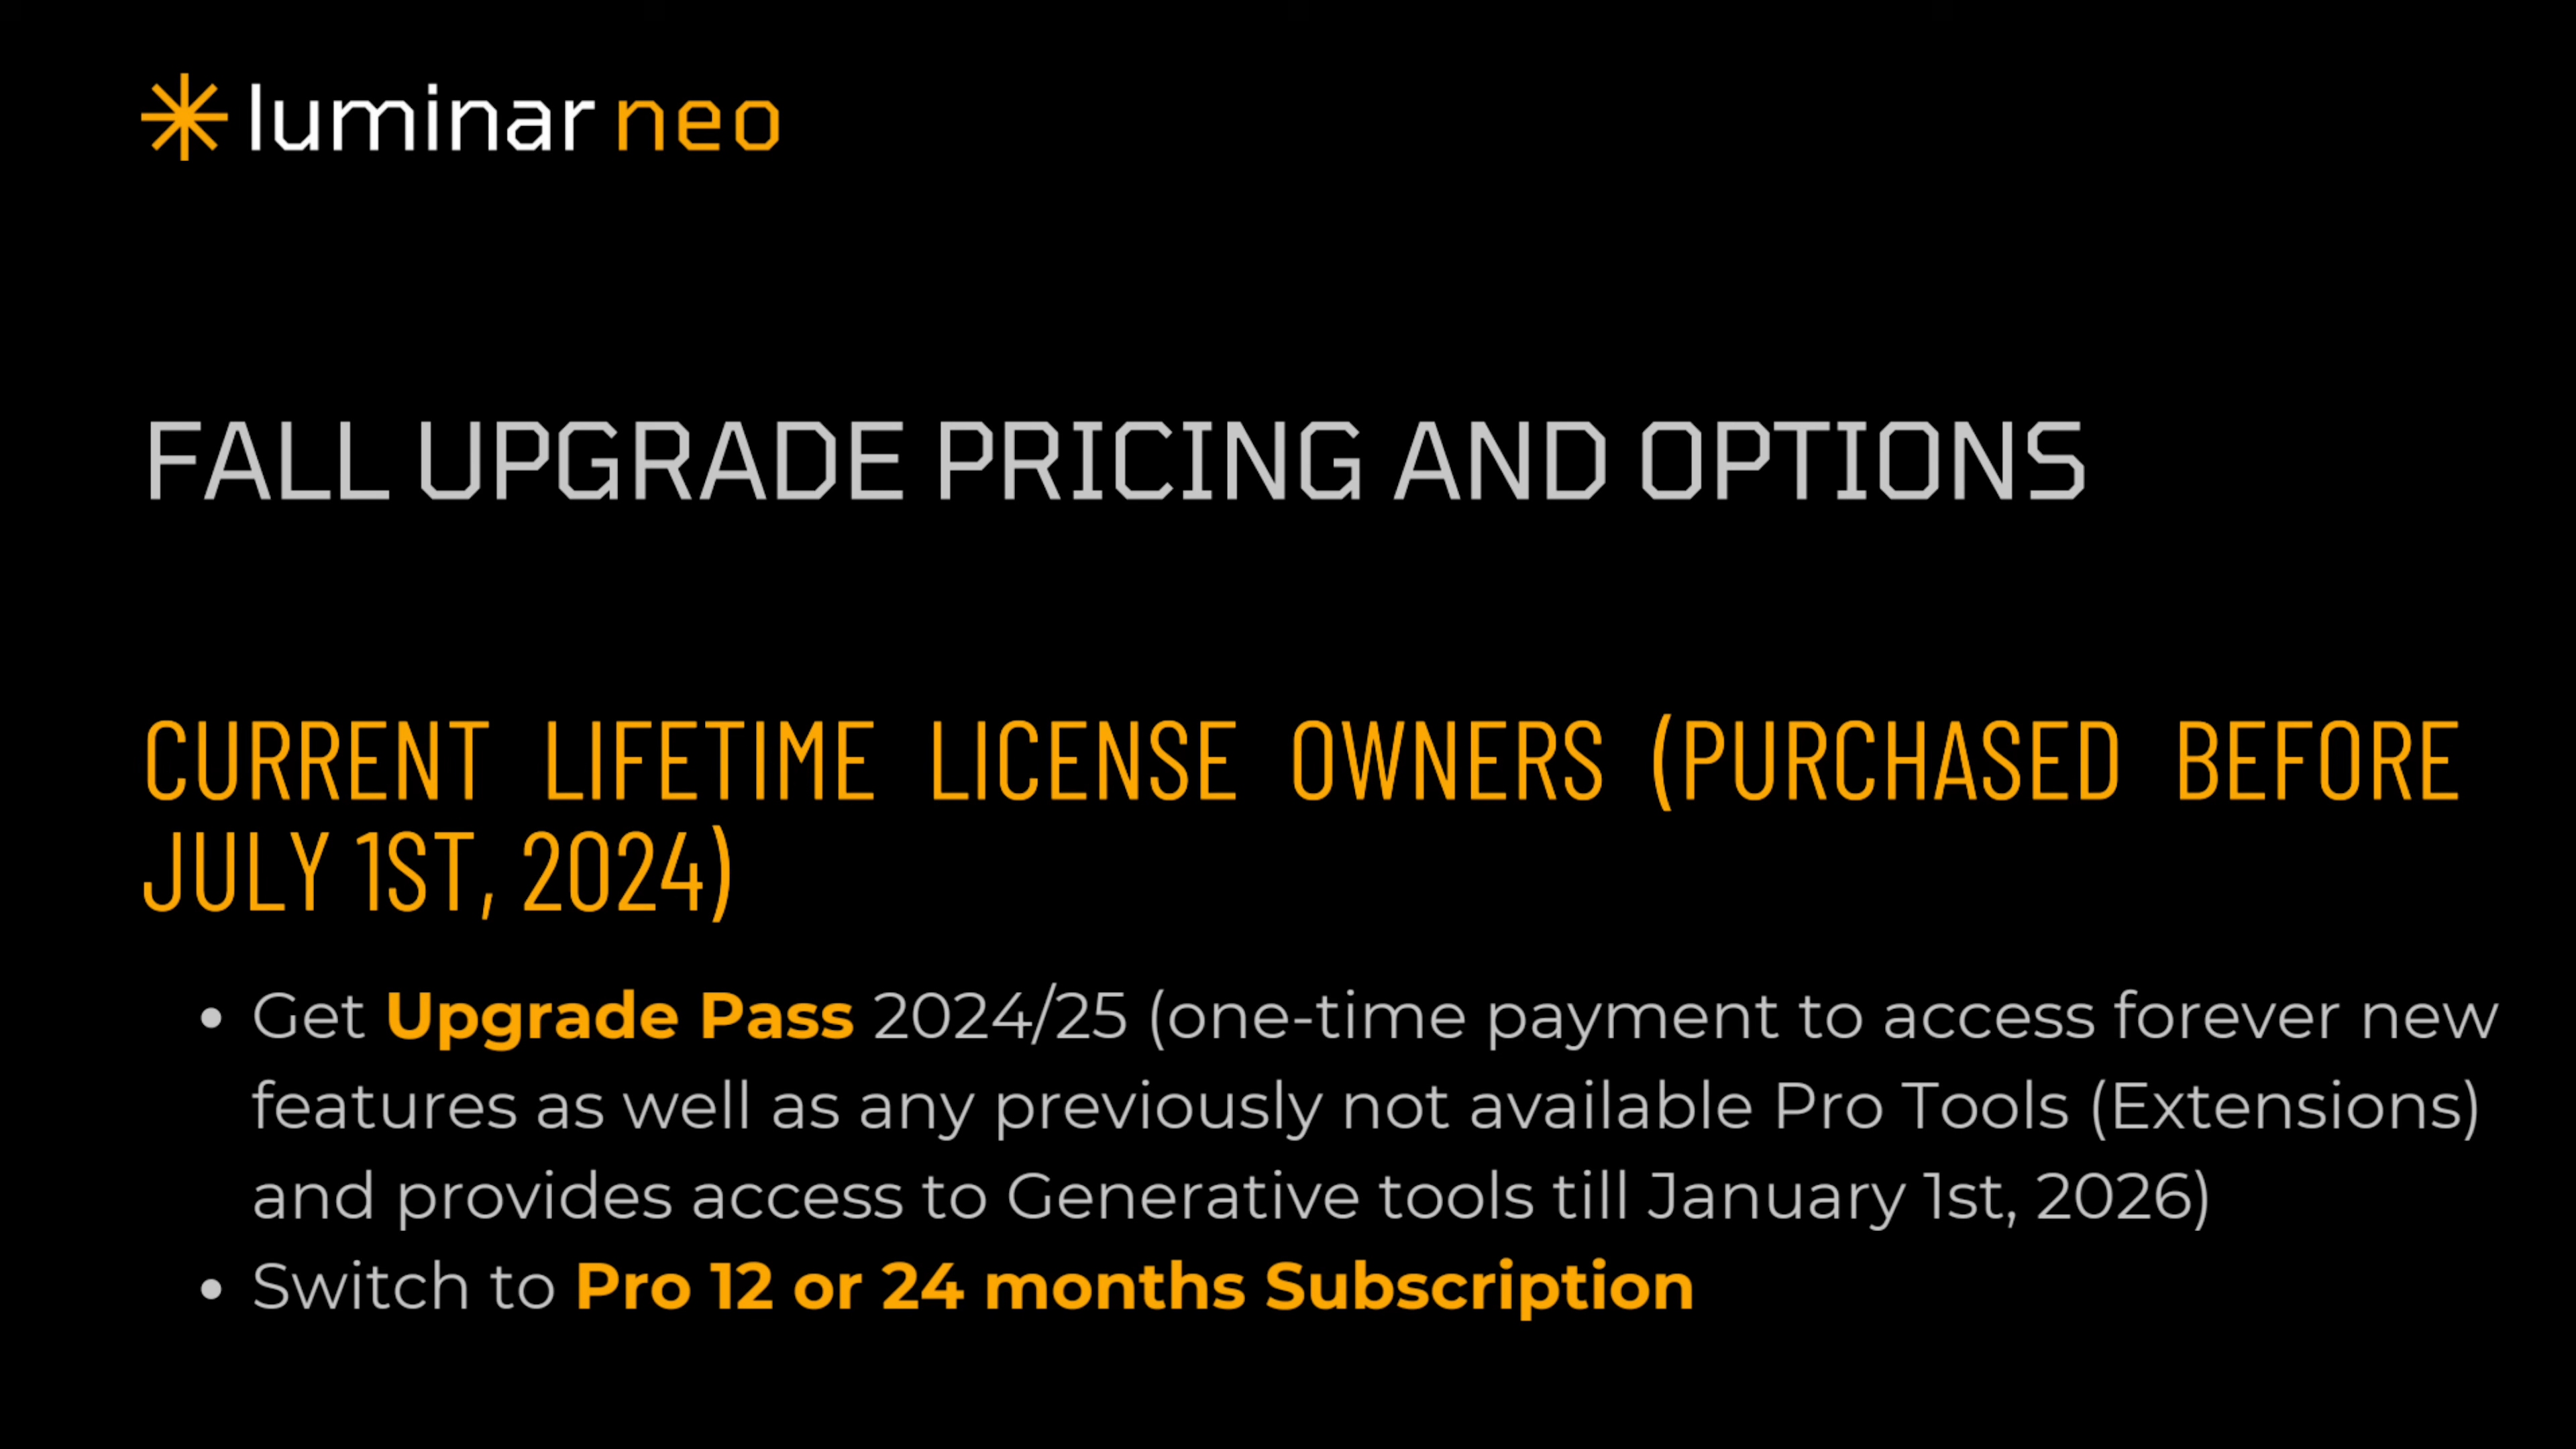 luminar neo
FALL UPGRADE PRICING AND OPTIONS
CURRENT LIFETIME LICENSE OWNERS (PURCHASED BEFORE
JULY 1ST, 2024)
• Get Upgrade Pass 2024/25 (one-time payment to access forever new
features as well as any previously not available Pro Tools (Extensions)
and provides access to Generative tools till January 1st, 2026)
• Switch to Pro 12 or 24 months Subscription